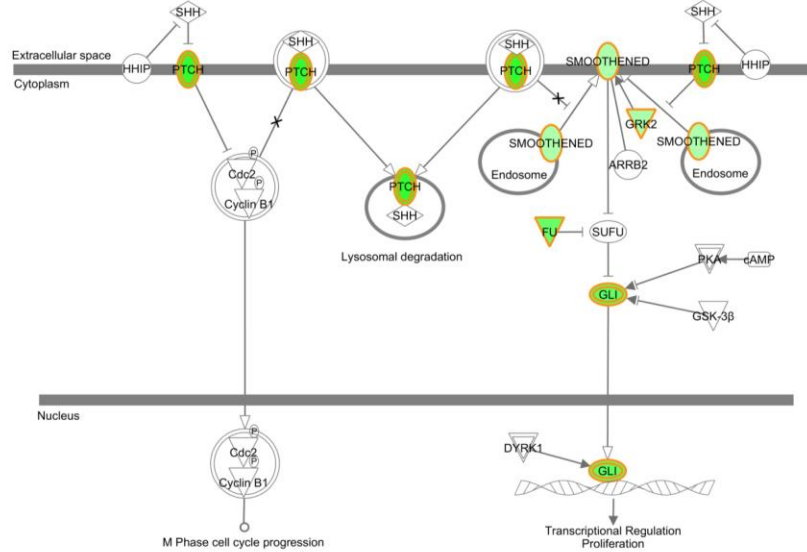 SHH
SHH
SHH
SHH
Extracellular space
HHIP
PTCH
PTCH
PTCH
SMOOTHENED
PTCH
HHIP
Cytoplasm
GRK2
SMOOTHENED
SMOOTHENED
P
Cdc2
P
Cyclin B1
PTCH
SHH
Endosome
ARRB2
Endosome
FU
SUFU
Lysosomal degradation
PKA
cAMP
GLI
GSK-3β
Nucleus
P
Cdc2
P
Cyclin B1
DYRK1
GLI
M Phase cell cycle progression
Transcriptional Regulation
Proliferation